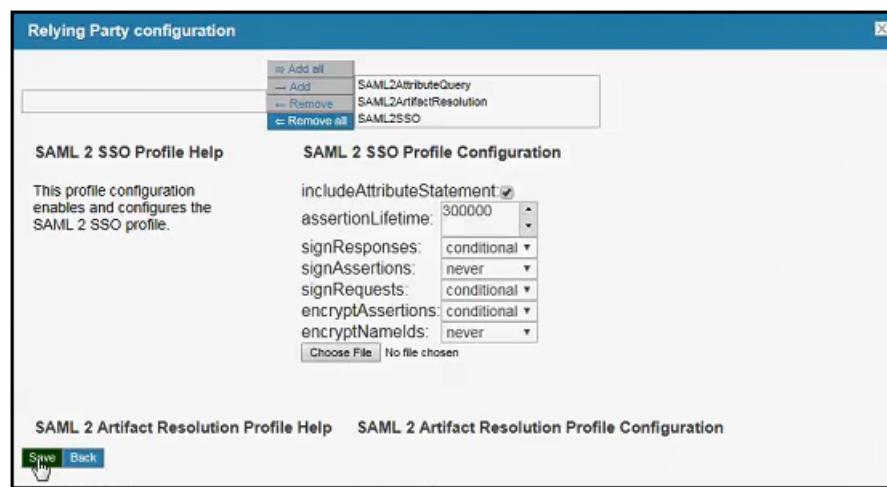 Relying Party configuration
⇒ Add all
→ Add
← Remove
⇐ Remove all
SAML2AttributeQuery
SAML2ArtifactResolution
SAML2SSO
SAML 2 SSO Profile Help
SAML 2 SSO Profile Configuration
This profile configuration
enables and configures the
SAML 2 SSO profile.
includeAttributeStatement:
assertionLifetime: 300000
signResponses: conditional
signAssertions: never
signRequests: conditional
encryptAssertions: conditional
encryptNameIds: never
Choose File No file chosen
SAML 2 Artifact Resolution Profile Help
SAML 2 Artifact Resolution Profile Configuration
Save Back